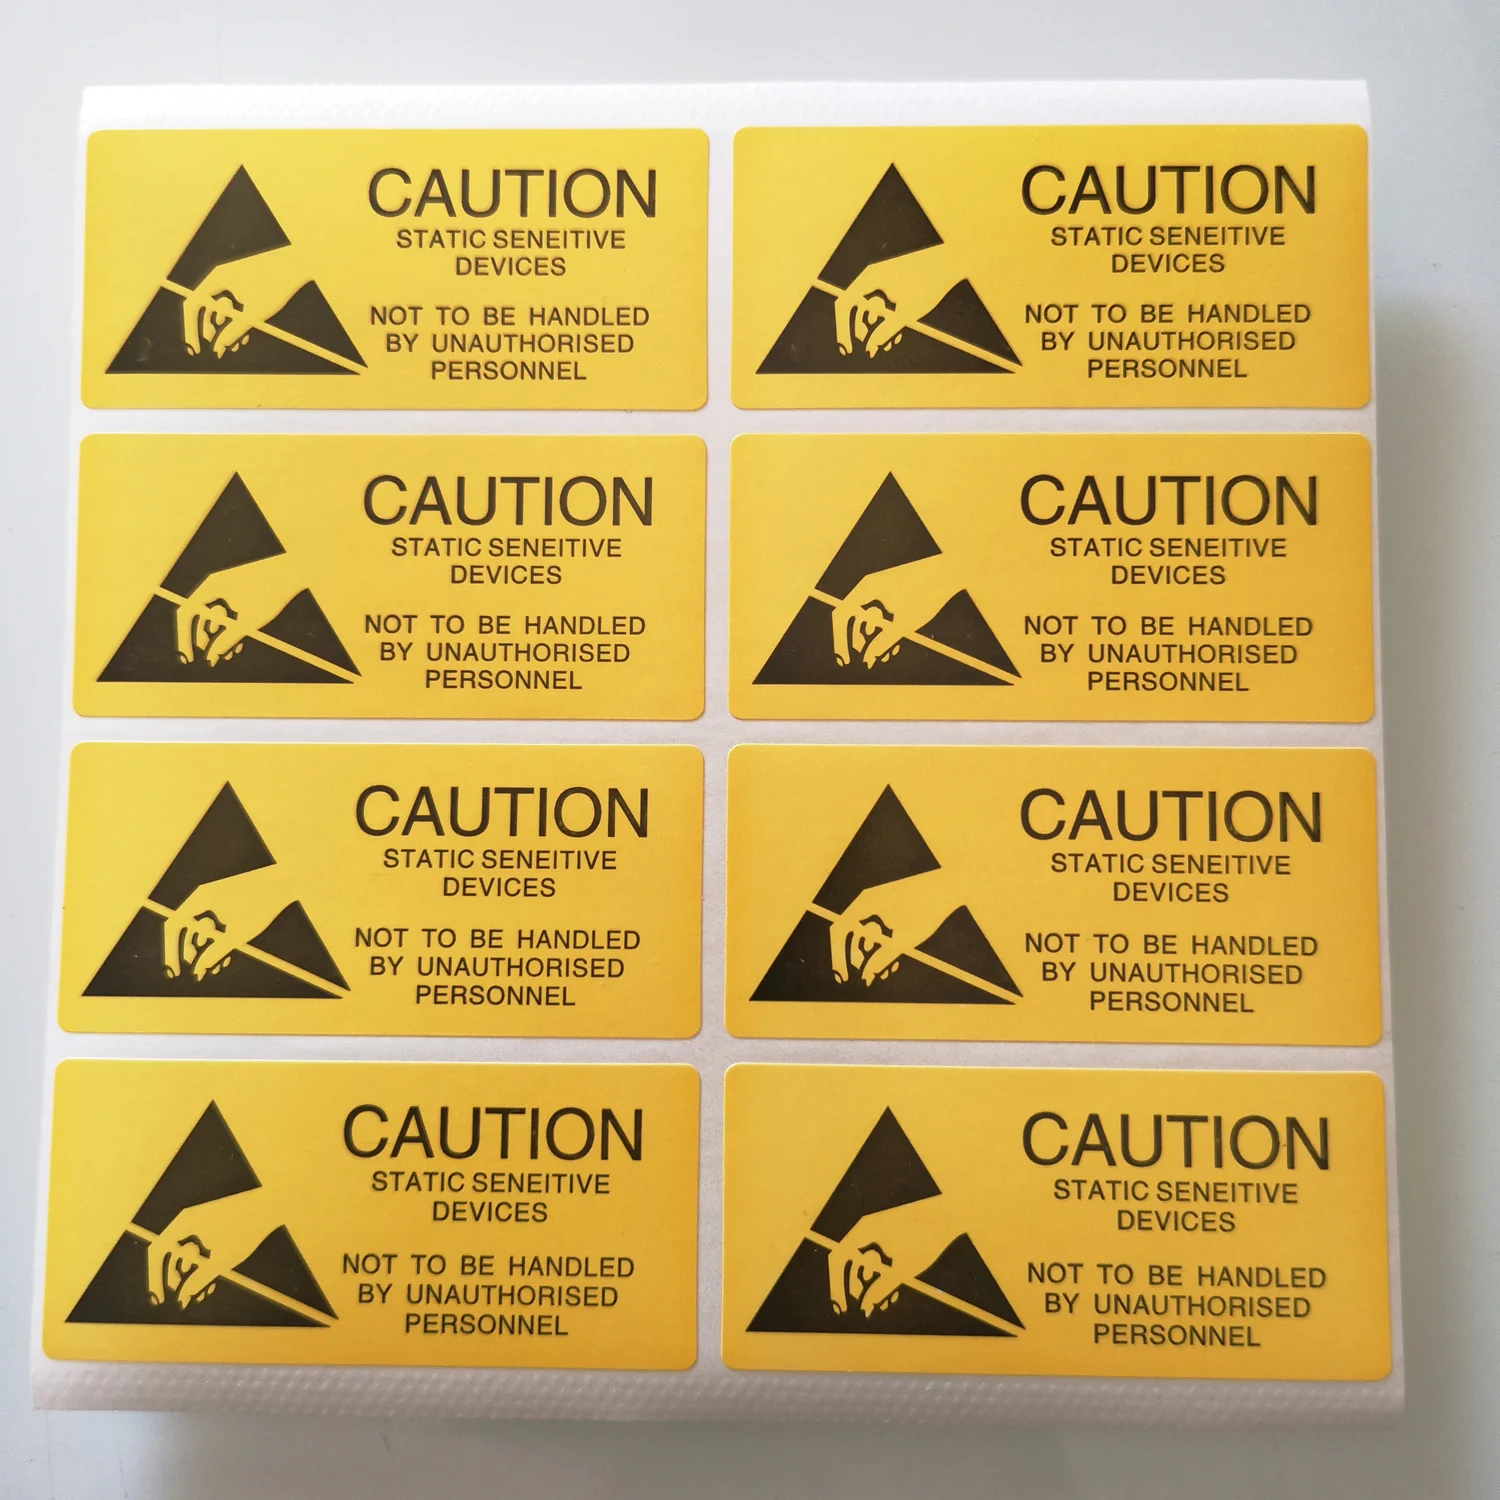 CAUTION
STATIC SENEITIVE
DEVICES
NOT TO BE HANDLED
BY UNAUTHORISED
PERSONNEL
CAUTION
STATIC SENEITIVE
DEVICES
NOT TO BE HANDLED
BY UNAUTHORISED
PERSONNEL
CAUTION
STATIC SENEITIVE
DEVICES
NOT TO BE HANDLED
BY UNAUTHORISED
PERSONNEL
CAUTION
STATIC SENEITIVE
DEVICES
NOT TO BE HANDLED
BY UNAUTHORISED
PERSONNEL
CAUTION
STATIC SENEITIVE
DEVICES
NOT TO BE HANDLED
BY UNAUTHORISED
PERSONNEL
CAUTION
STATIC SENEITIVE
DEVICES
NOT TO BE HANDLED
BY UNAUTHORISED
PERSONNEL
CAUTION
STATIC SENEITIVE
DEVICES
NOT TO BE HANDLED
BY UNAUTHORISED
PERSONNEL
CAUTION
STATIC SENEITIVE
DEVICES
NOT TO BE HANDLED
BY UNAUTHORISED
PERSONNEL